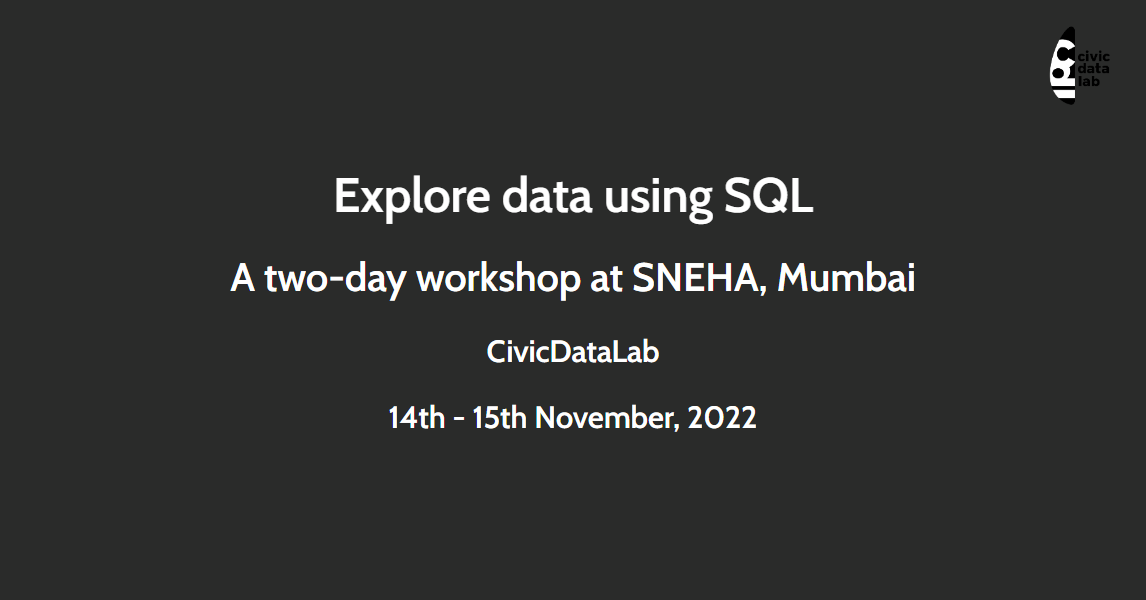 civic
data
lab
Explore data using SQL
A two-day workshop at SNEHA, Mumbai
CivicDataLab
14th - 15th November, 2022